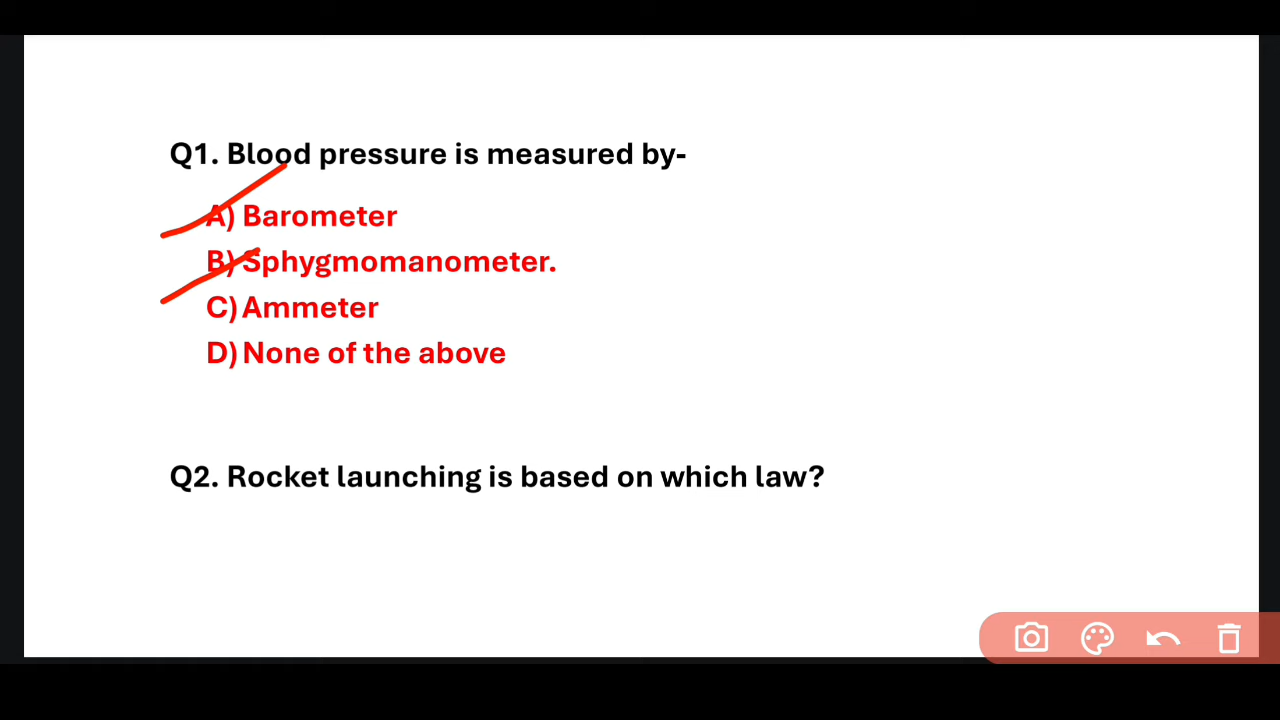 Q1. Blood pressure is measured by-
A) Barometer
B) Sphygmomanometer.
C) Ammeter
D) None of the above
Q2. Rocket launching is based on which law?